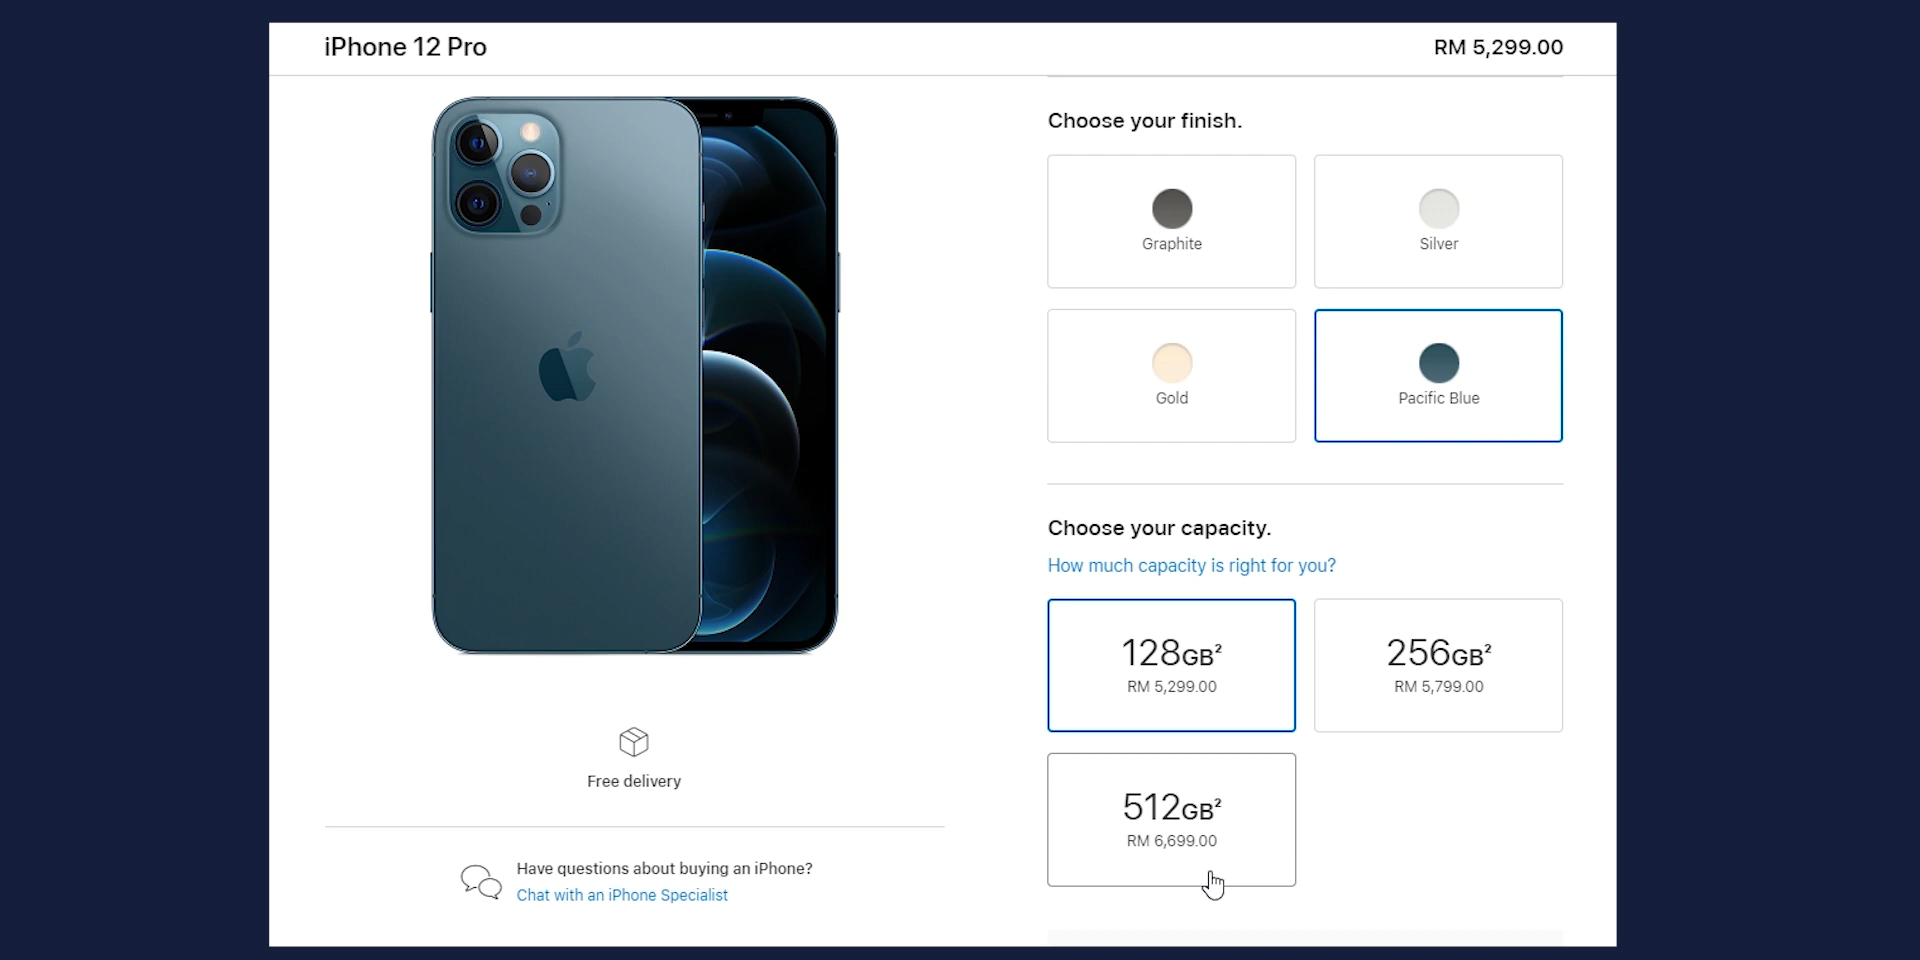 iPhone 12 Pro
RM 5,299.00
Choose your finish.
Graphite
Silver
Gold
Pacific Blue
Choose your capacity.
How much capacity is right for you?
128GB²
RM 5,299.00
256GB²
RM 5,799.00
512GB²
RM 6,699.00
Free delivery
Have questions about buying an iPhone?
Chat with an iPhone Specialist